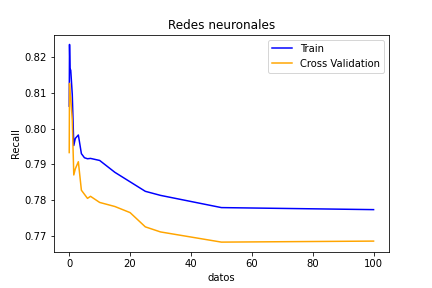 Redes neuronales
Train
Cross Validation
Recall
0.82
0.81
0.80
0.79
0.78
0.77
0 20 40 60 80 100
datos